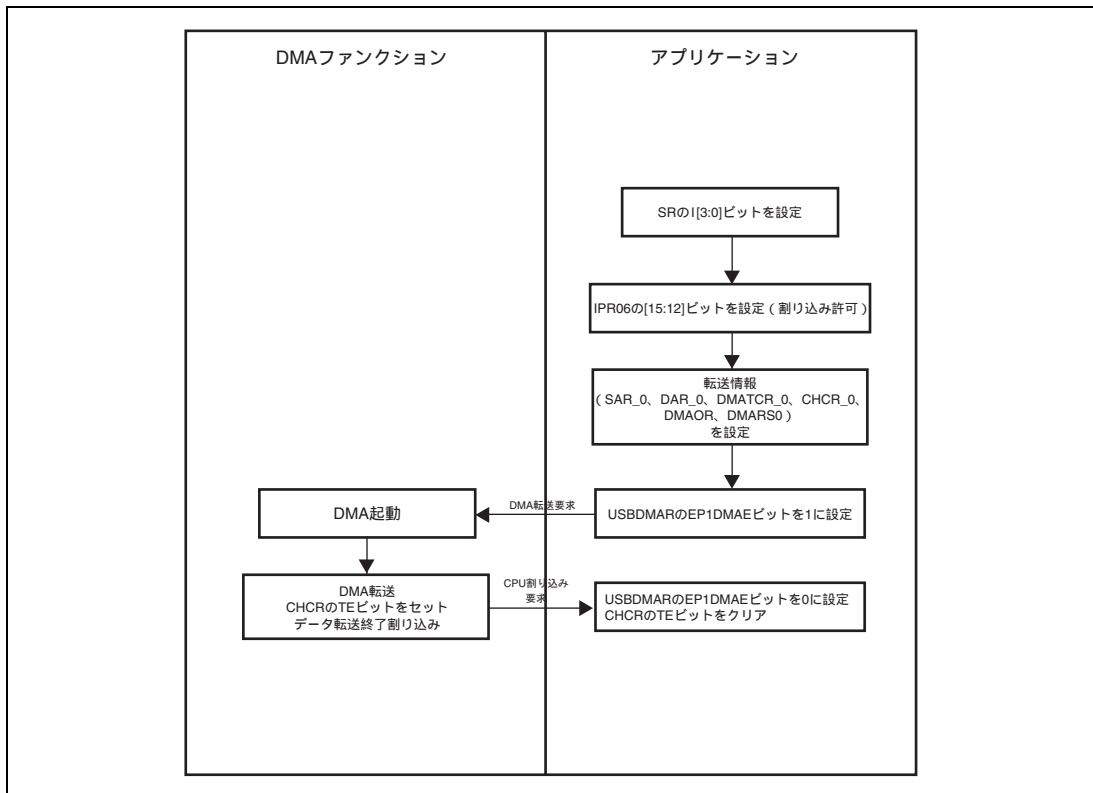 DMAファンクション
アプリケーション
SRのI[3:0]ビットを設定
IPR06の[15:12]ビットを設定（割り込み許可）
転送情報
（SAR_0、DAR_0、DMATCR_0、CHCR_0、
DMAOR、DMARS0）
を設定
DMA起動
DMA転送要求
USBDMARのEP1DMAEビットを1に設定
DMA転送
CHCRのTEビットをセット
データ転送終了割り込み
CPU割り込み
要求
USBDMARのEP1DMAEビットを0に設定
CHCRのTEビットをクリア